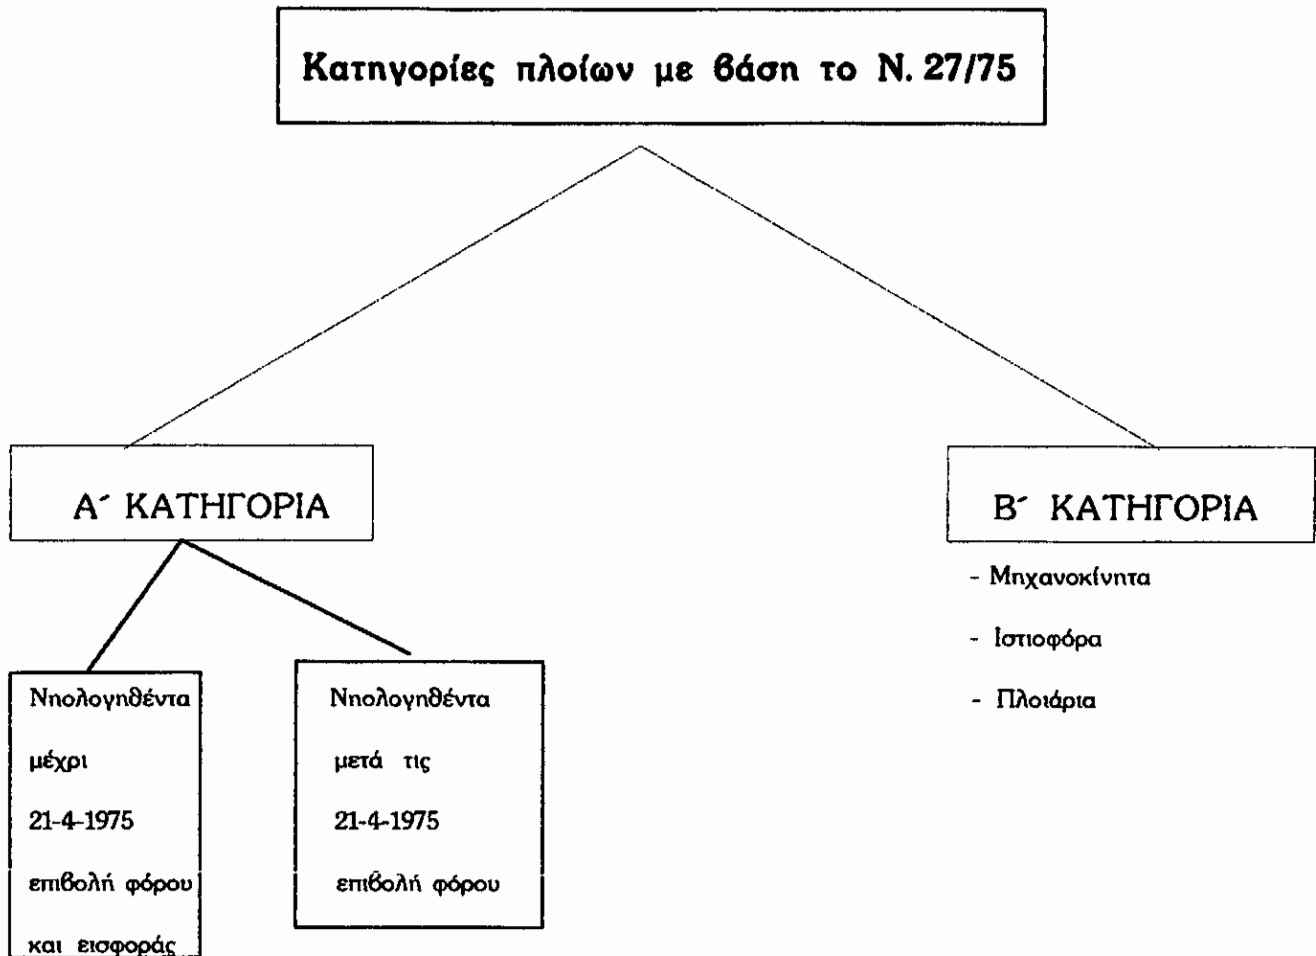 Κατηγορίες πλοίων με βάση το Ν. 27/75
Α´ ΚΑΤΗΓΟΡΙΑ
Νηολογηθέντα
μέχρι
21-4-1975
επιβολή φόρου
και εισφοράς
Νηολογηθέντα
μετά τις
21-4-1975
επιβολή φόρου
Β´ ΚΑΤΗΓΟΡΙΑ
- Μηχανοκίνητα
- Ιστιοφόρα
- Πλοιάρια